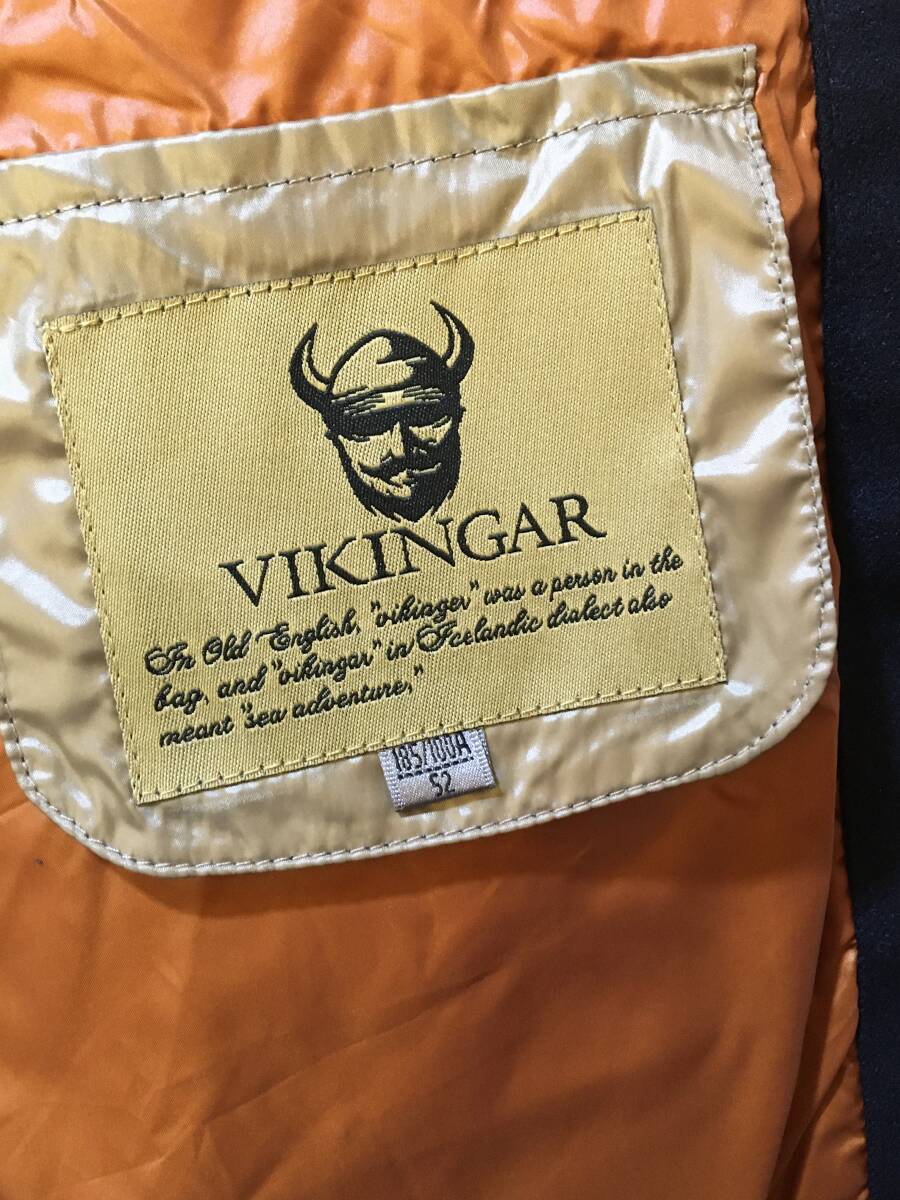 VIKINGAR
In Old English, "vikinger" was a person in the
bag, and "vikingar" in Icelandic dialect also
meant "sea adventure,"
185/100A
52